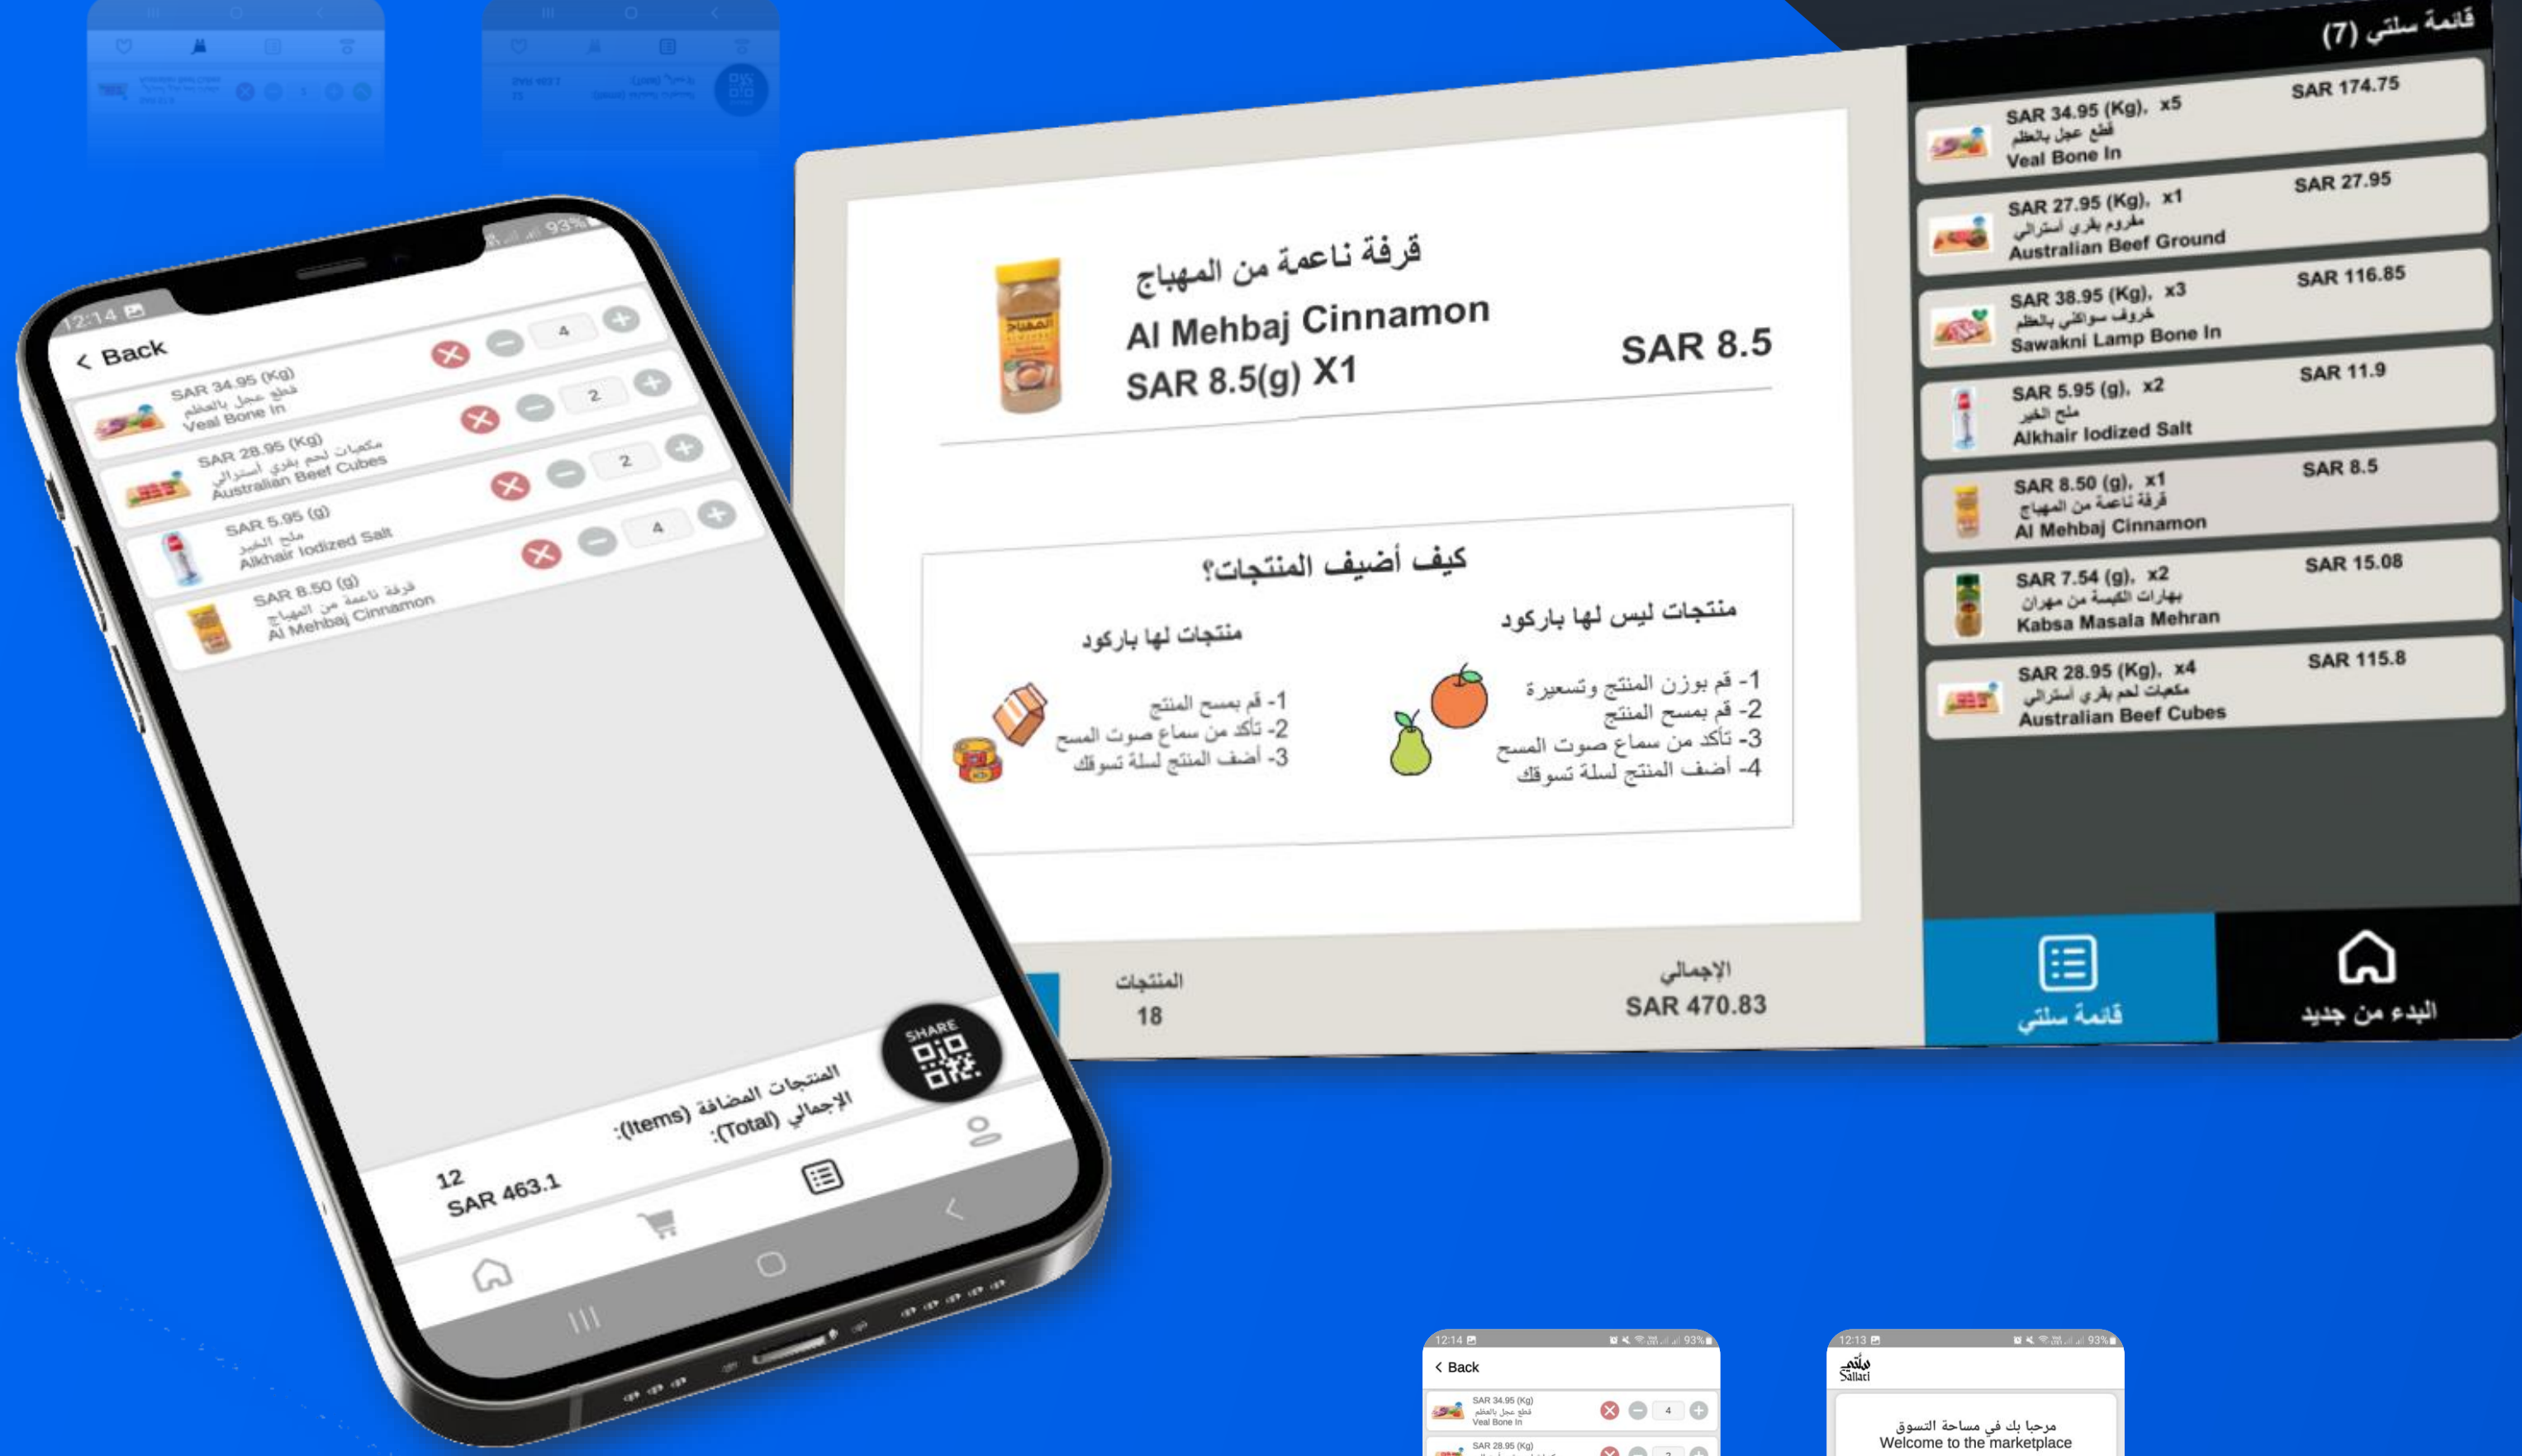 12:14
93%
< Back
SAR 34.95 (Kg)
قطع عجل بالعظم
Veal Bone In
4
SAR 28.95 (Kg)
مكعبات لحم بقري أسترالي
Australian Beef Cubes
2
SAR 5.95 (g)
ملح الخير
Alkhair Iodized Salt
2
SAR 8.50 (g)
قرفة ناعمة من المهباج
Al Mehbaj Cinnamon
4
SHARE
المنتجات المضافة (Items):
12
الإجمالي (Total):
SAR 463.1
قرفة ناعمة من المهباج
Al Mehbaj Cinnamon
SAR 8.5(g) X1
SAR 8.5
المهباج
كيف أضيف المنتجات؟
منتجات ليس لها باركود
1- قم بوزن المنتج وتسعيرة
2- قم بمسح المنتج
3- تأكد من سماع صوت المسح
4- أضف المنتج لسلة تسوقك
منتجات لها باركود
1- قم بمسح المنتج
2- تأكد من سماع صوت المسح
3- أضف المنتج لسلة تسوقك
المنتجات
18
الإجمالي
SAR 470.83
قائمة سلتي (7)
SAR 34.95 (Kg), x5
SAR 174.75
قطع عجل بالعظم
Veal Bone In
SAR 27.95 (Kg), x1
SAR 27.95
مفروم بقري أسترالي
Australian Beef Ground
SAR 38.95 (Kg), x3
SAR 116.85
خروف سواكني بالعظم
Sawakni Lamp Bone In
SAR 5.95 (g), x2
SAR 11.9
ملح الخير
Alkhair Iodized Salt
SAR 8.50 (g), x1
SAR 8.5
قرفة ناعمة من المهباج
Al Mehbaj Cinnamon
SAR 7.54 (g), x2
SAR 15.08
بهارات الكبسة من مهران
Kabsa Masala Mehran
SAR 28.95 (Kg), x4
SAR 115.8
مكعبات لحم بقري أسترالي
Australian Beef Cubes
قائمة سلتي
البدء من جديد
12:14
93%
< Back
SAR 34.95 (Kg)
قطع عجل بالعظم
Veal Bone In
4
SAR 28.95 (Kg)
12:13
93%
سلتي
Sallati
مرحبا بك في مساحة التسوق
Welcome to the marketplace